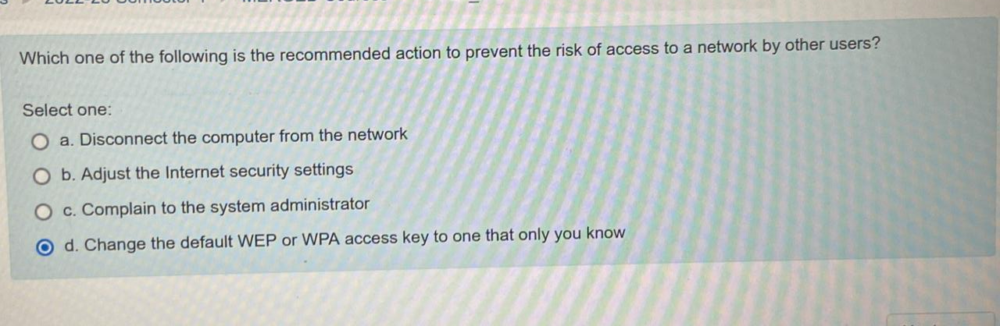 Which one of the following is the recommended action to prevent the risk of access to a network by other users?
Select one:
a. Disconnect the computer from the network
b. Adjust the Internet security settings
c. Complain to the system administrator
d. Change the default WEP or WPA access key to one that only you know